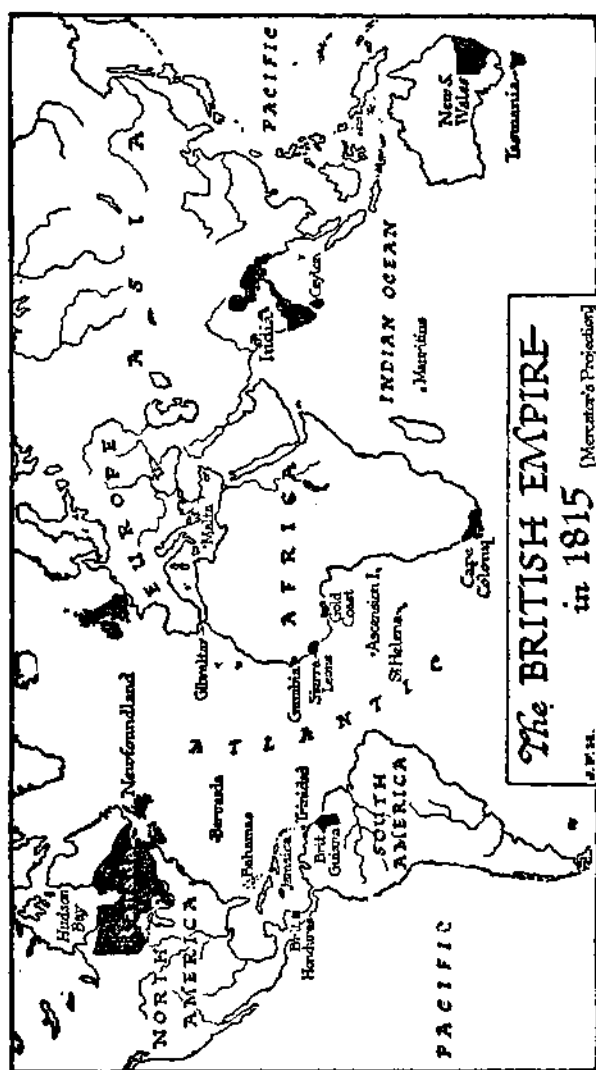 The BRITISH EMPIRE
in 1815
[Mercator's Projection]
J.F.H.
Hudson
Bay
Newfoundland
NORTH
AMERICA
Bermuda
Bahamas
Jamaica
Trinidad
Brit.
Honduras
Brit.
Guiana
SOUTH
AMERICA
PACIFIC
EUROPE
Gibraltar
Malta
AFRICA
Gambia
Sierra
Leone
Gold
Coast
Ascension I.
St Helena
Cape
Colony
ASIA
India
Ceylon
INDIAN OCEAN
Mauritius
PACIFIC
New S.
Wales
Tasmania